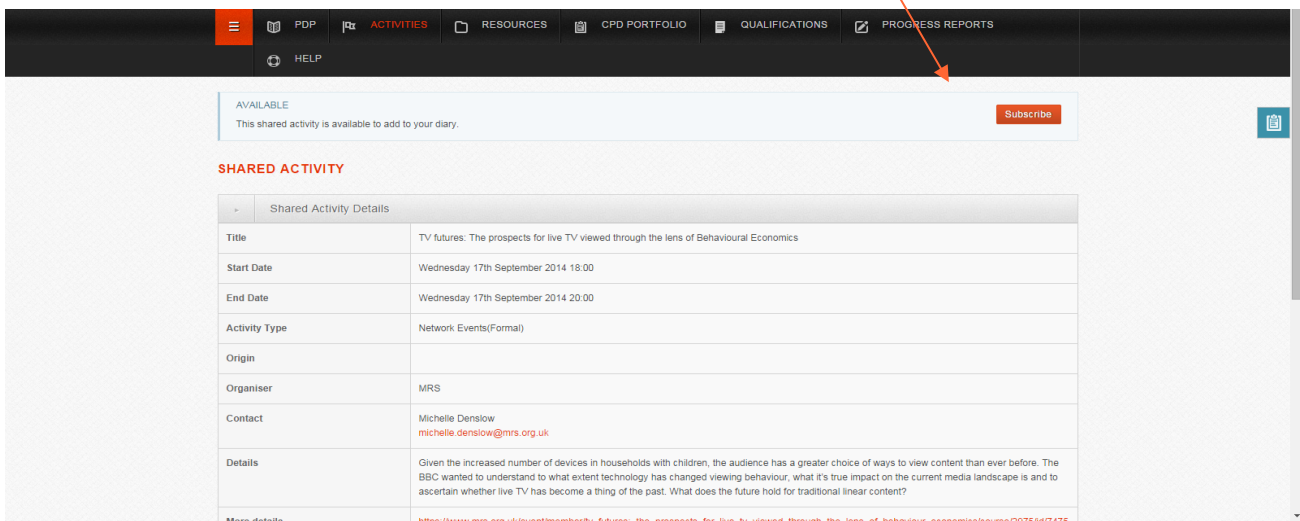 PDP ACTIVITIES RESOURCES CPD PORTFOLIO QUALIFICATIONS PROGRESS REPORTS
HELP
AVAILABLE
This shared activity is available to add to your diary.
Subscribe
SHARED ACTIVITY
Shared Activity Details
Title TV futures: The prospects for live TV viewed through the lens of Behavioural Economics
Start Date Wednesday 17th September 2014 18:00
End Date Wednesday 17th September 2014 20:00
Activity Type Network Events(Formal)
Origin
Organiser MRS
Contact Michelle Denslow
michelle.denslow@mrs.org.uk
Details Given the increased number of devices in households with children, the audience has a greater choice of ways to view content than ever before. The
BBC wanted to understand to what extent technology has changed viewing behaviour, what it's true impact on the current media landscape is and to
ascertain whether live TV has become a thing of the past. What does the future hold for traditional linear content?
More details